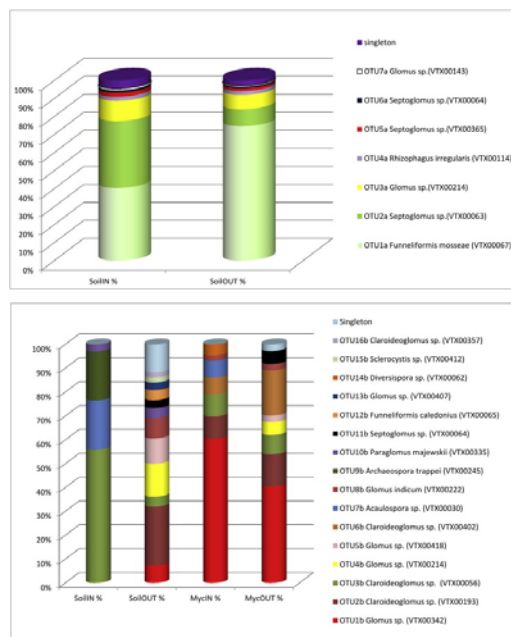 singleton
OTU7a Glomus sp.(VTX00143)
OTU6a Septoglomus sp.(VTX00064)
OTU5a Septoglomus sp.(VTX00365)
OTU4a Rhizophagus irregularis (VTX00114)
OTU3a Glomus sp.(VTX00214)
OTU2a Septoglomus sp.(VTX00063)
OTU1a Funneliformis mosseae (VTX00067)
100%
90%
80%
70%
60%
50%
40%
30%
20%
10%
0%
SoilIN %
SoilOUT %
Singleton
OTU16b Claroideoglomus sp. (VTX00357)
OTU15b Sclerocystis sp. (VTX00412)
OTU14b Diversispora sp. (VTX00062)
OTU13b Glomus sp. (VTX00407)
OTU12b Funneliformis caledonius (VTX00065)
OTU11b Septoglomus sp. (VTX00064)
OTU10b Paraglomus majewskii (VTX00335)
OTU9b Archaeospora trappei (VTX00245)
OTU8b Glomus indicum (VTX00222)
OTU7b Acaulospora sp. (VTX00030)
OTU6b Claroideoglomus sp. (VTX00402)
OTU5b Glomus sp. (VTX00418)
OTU4b Glomus sp. (VTX00214)
OTU3b Claroideoglomus sp. (VTX00056)
OTU2b Claroideoglomus sp. (VTX00193)
OTU1b Glomus sp. (VTX00342)
100%
90%
80%
70%
60%
50%
40%
30%
20%
10%
0%
SoilIN %
SoilOUT %
MycIN %
MycOUT %